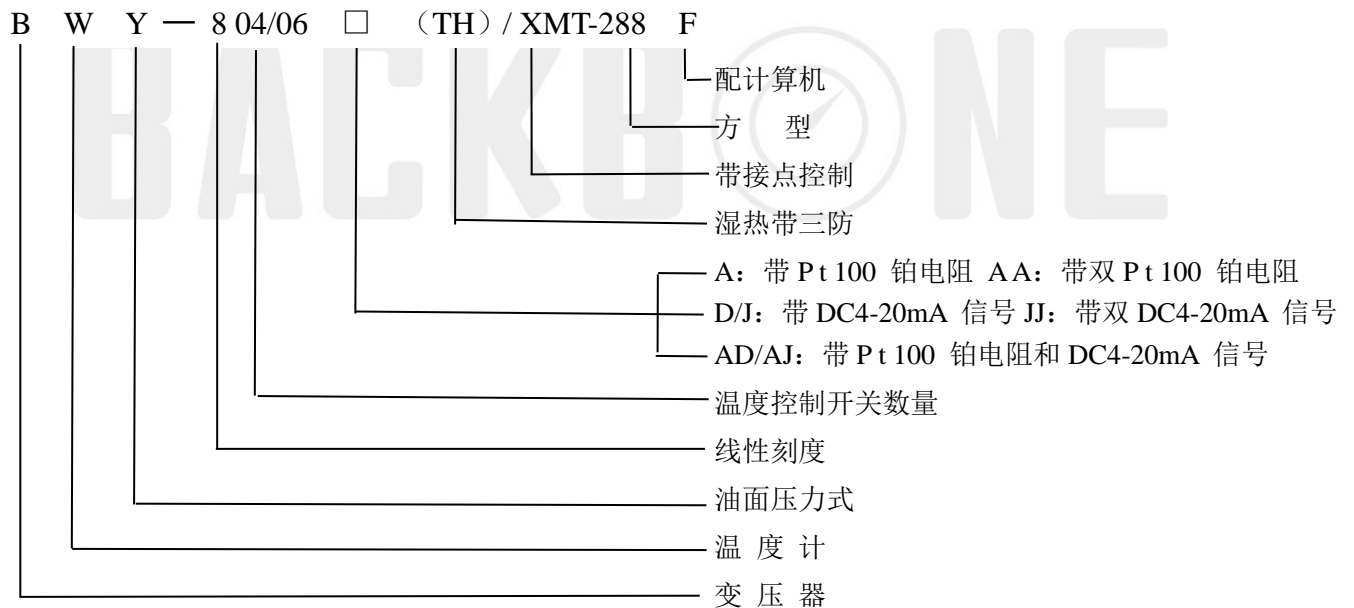 B W Y — 8 04/06 □ （TH）/ XMT-288 F
配计算机
方 型
带接点控制
湿热带三防
A：带 P t 100 铂电阻 A A：带双 P t 100 铂电阻
D/J：带 DC4-20mA 信号 JJ：带双 DC4-20mA 信号
AD/AJ：带 P t 100 铂电阻和 DC4-20mA 信号
温度控制开关数量
线性刻度
油面压力式
温 度 计
变 压 器
BACKBONE